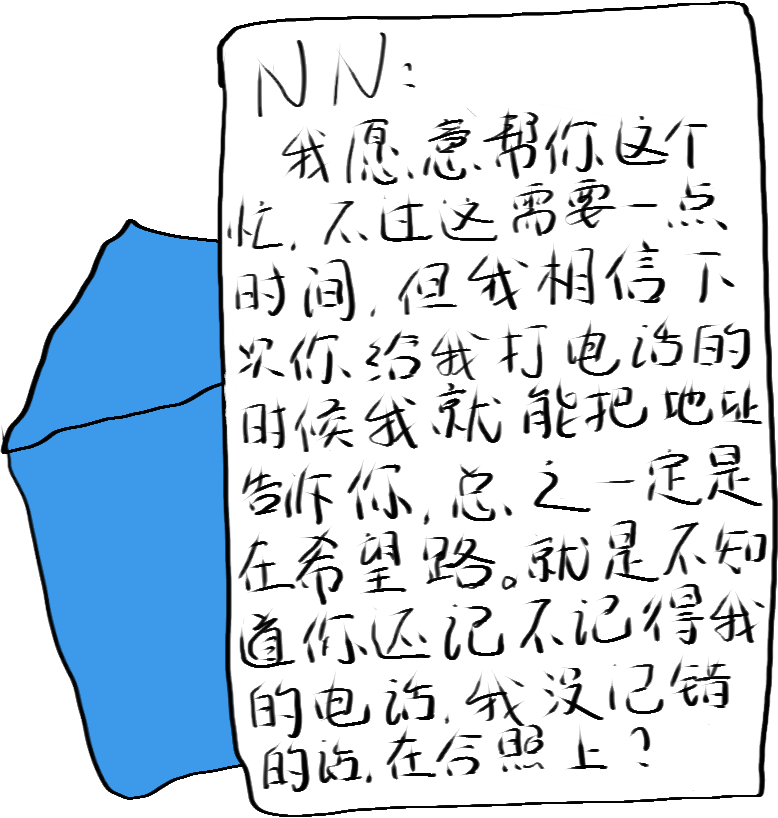 NN:
我愿意帮你这个
忙，不过这需要一点
时间，但我相信下
次你给我打电话的
时候我就能把地址
告诉你，总之一定是
在希望路。就是不知
道你还记不记得我
的电话，我没记错
的话，在合照上？